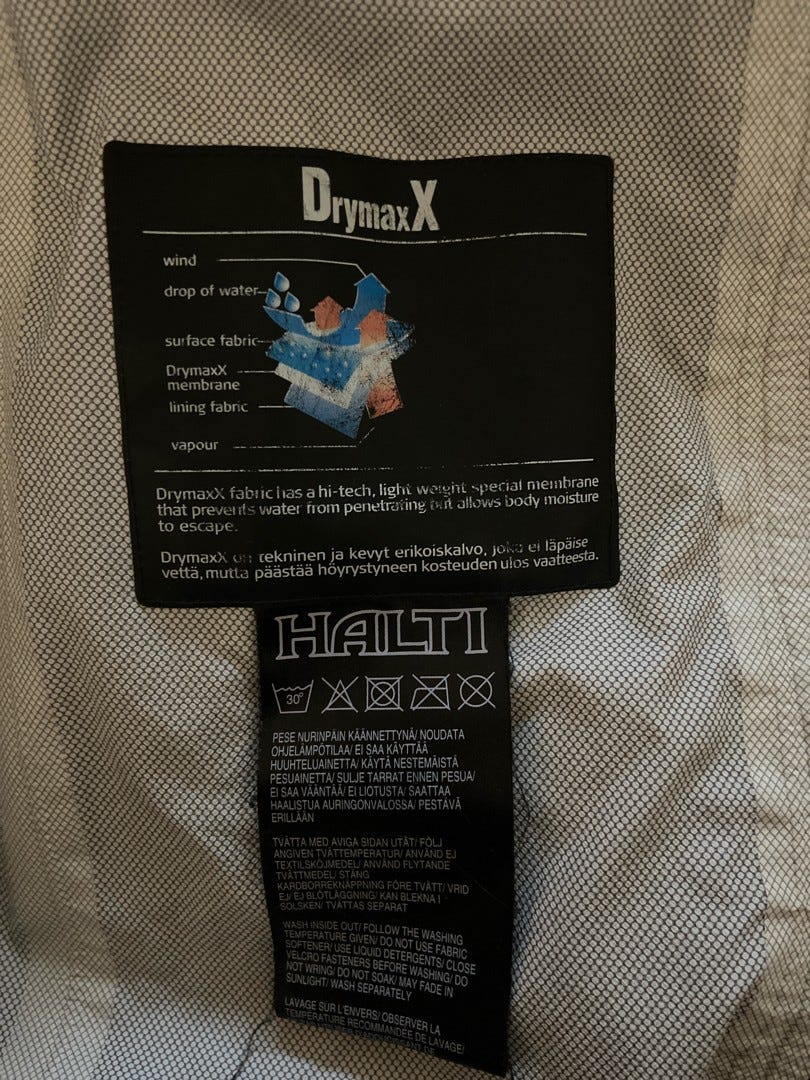 DrymaxX
wind
drop of water
surface fabric
DrymaxX
membrane
lining fabric
vapour
DrymaxX fabric has a hi-tech, light weight special membrane
that prevents water from penetrating but allows body moisture
to escape.
DrymaxX on tekninen ja kevyt erikoiskalvo, joka ei läpäise
vettä, mutta päästää höyrystyneen kosteuden ulos vaatteesta.
HALTI
30°
PESE NURINPÄIN KÄÄNNETTYNÄ/ NOUDATA
OHJELÄMPÖTILAA/ EI SAA KÄYTTÄÄ
HUUHTELUAINETTA/ KÄYTÄ NESTEMÄISTÄ
PESUAINETTA/ SULJE TARRAT ENNEN PESUA/
EI SAA VÄÄNTÄÄ/ EI LIOTUSTA/ SAATTAA
HAALISTUA AURINGONVALOSSA/ PESTÄVÄ
ERILLÄÄN
TVÄTTA MED AVIGA SIDAN UTÅT/ FÖLJ
ANGIVEN TVÄTTEMPERATUR/ ANVÄND EJ
TEXTILSKÖJMEDEL/ ANVÄND FLYTANDE
TVÄTTMEDEL/ STÄNG
KARDBORREKNÄPPNING FÖRE TVÄTT/ VRID
EJ/ EJ BLÖTLÄGGNING/ KAN BLEKNA I
SOLSKEN/ TVÄTTAS SEPARAT
WASH INSIDE OUT/ FOLLOW THE WASHING
TEMPERATURE GIVEN/ DO NOT USE FABRIC
SOFTENER/ USE LIQUID DETERGENTS/ CLOSE
VELCRO FASTENERS BEFORE WASHING/ DO
NOT WRING/ DO NOT SOAK/ MAY FADE IN
SUNLIGHT/ WASH SEPARATELY
LAVAGE SUR L'ENVERS/ OBSERVER LA
TEMPERATURE RECOMMANDEE DE LAVAGE/